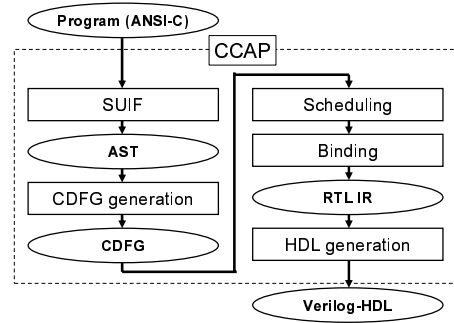 Program (ANSI-C)
CCAP
SUIF
AST
CDFG generation
CDFG
Scheduling
Binding
RTL IR
HDL generation
Verilog-HDL